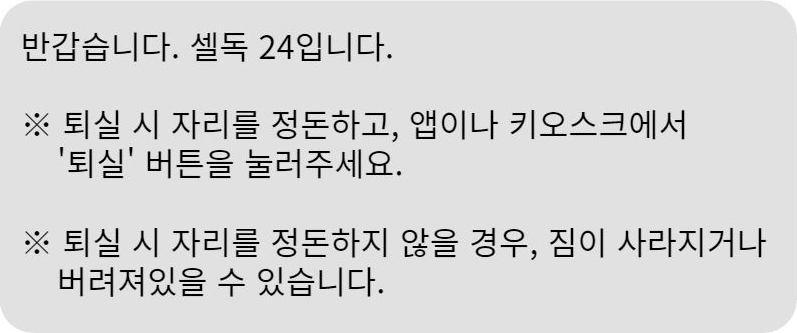 반갑습니다. 셀독 24입니다.
※ 퇴실 시 자리를 정돈하고, 앱이나 키오스크에서
'퇴실' 버튼을 눌러주세요.
※ 퇴실 시 자리를 정돈하지 않을 경우, 짐이 사라지거나
버려져있을 수 있습니다.